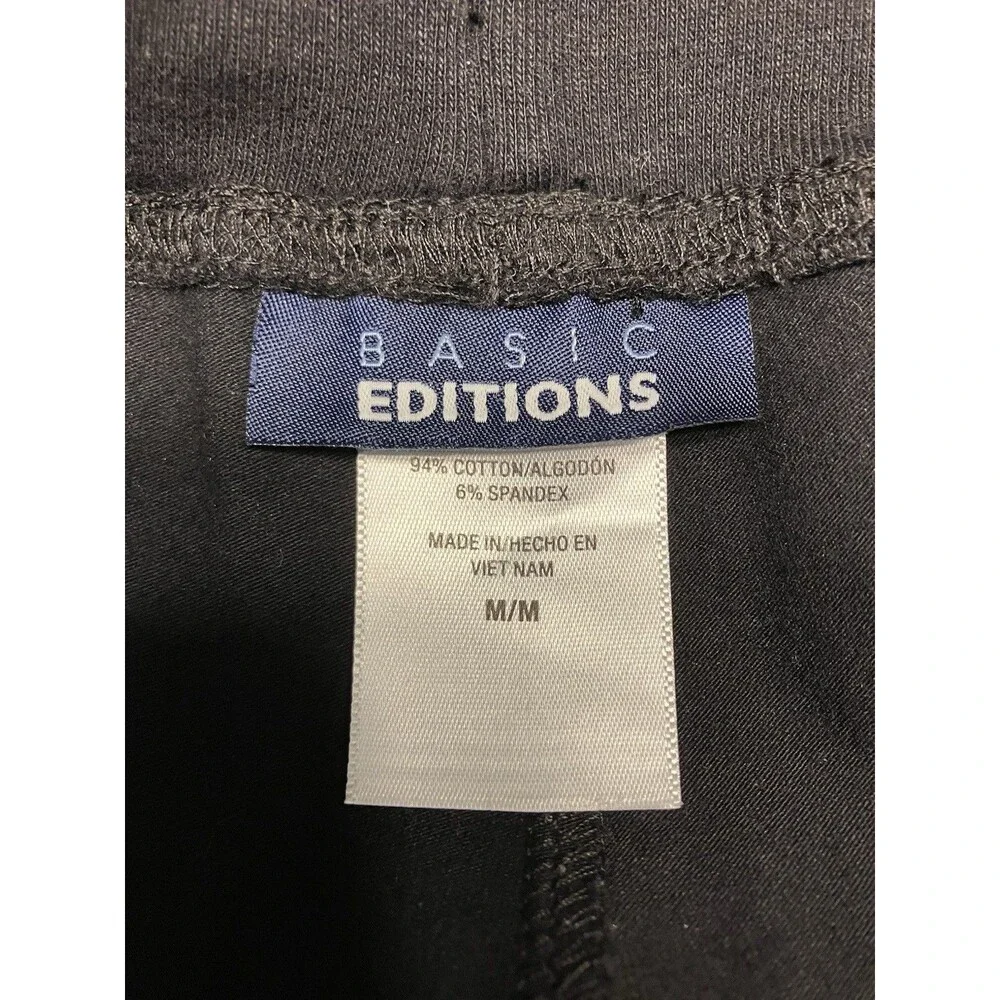 BASIC
EDITIONS
94% COTTON/ALGODÓN
6% SPANDEX
MADE IN/HECHO EN
VIET NAM
M/M